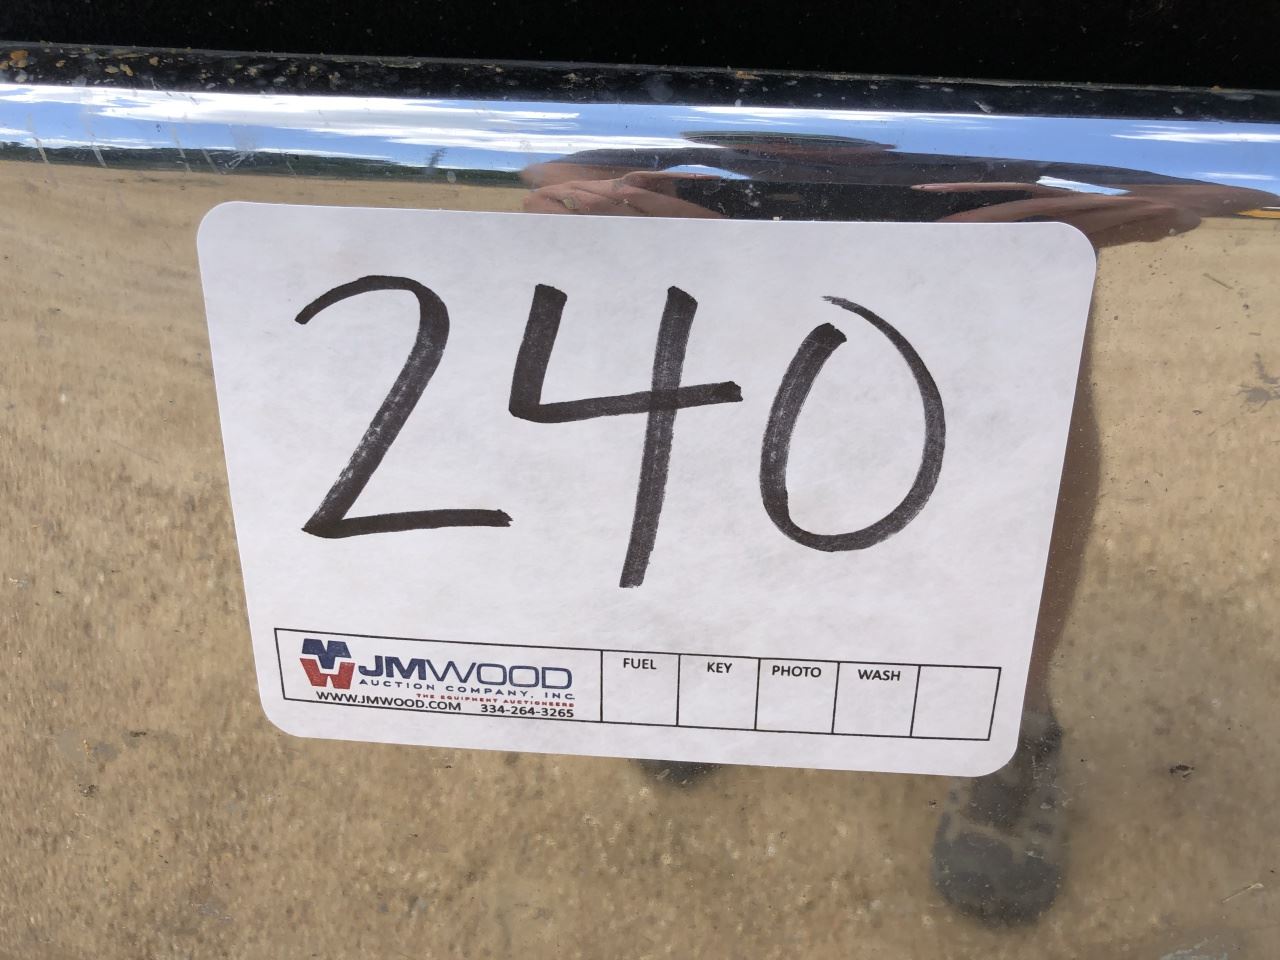 240
JMWOOD
AUCTION COMPANY, INC.
THE EQUIPMENT AUCTIONEERS
WWW.JMWOOD.COM 334-264-3265
FUEL KEY PHOTO WASH